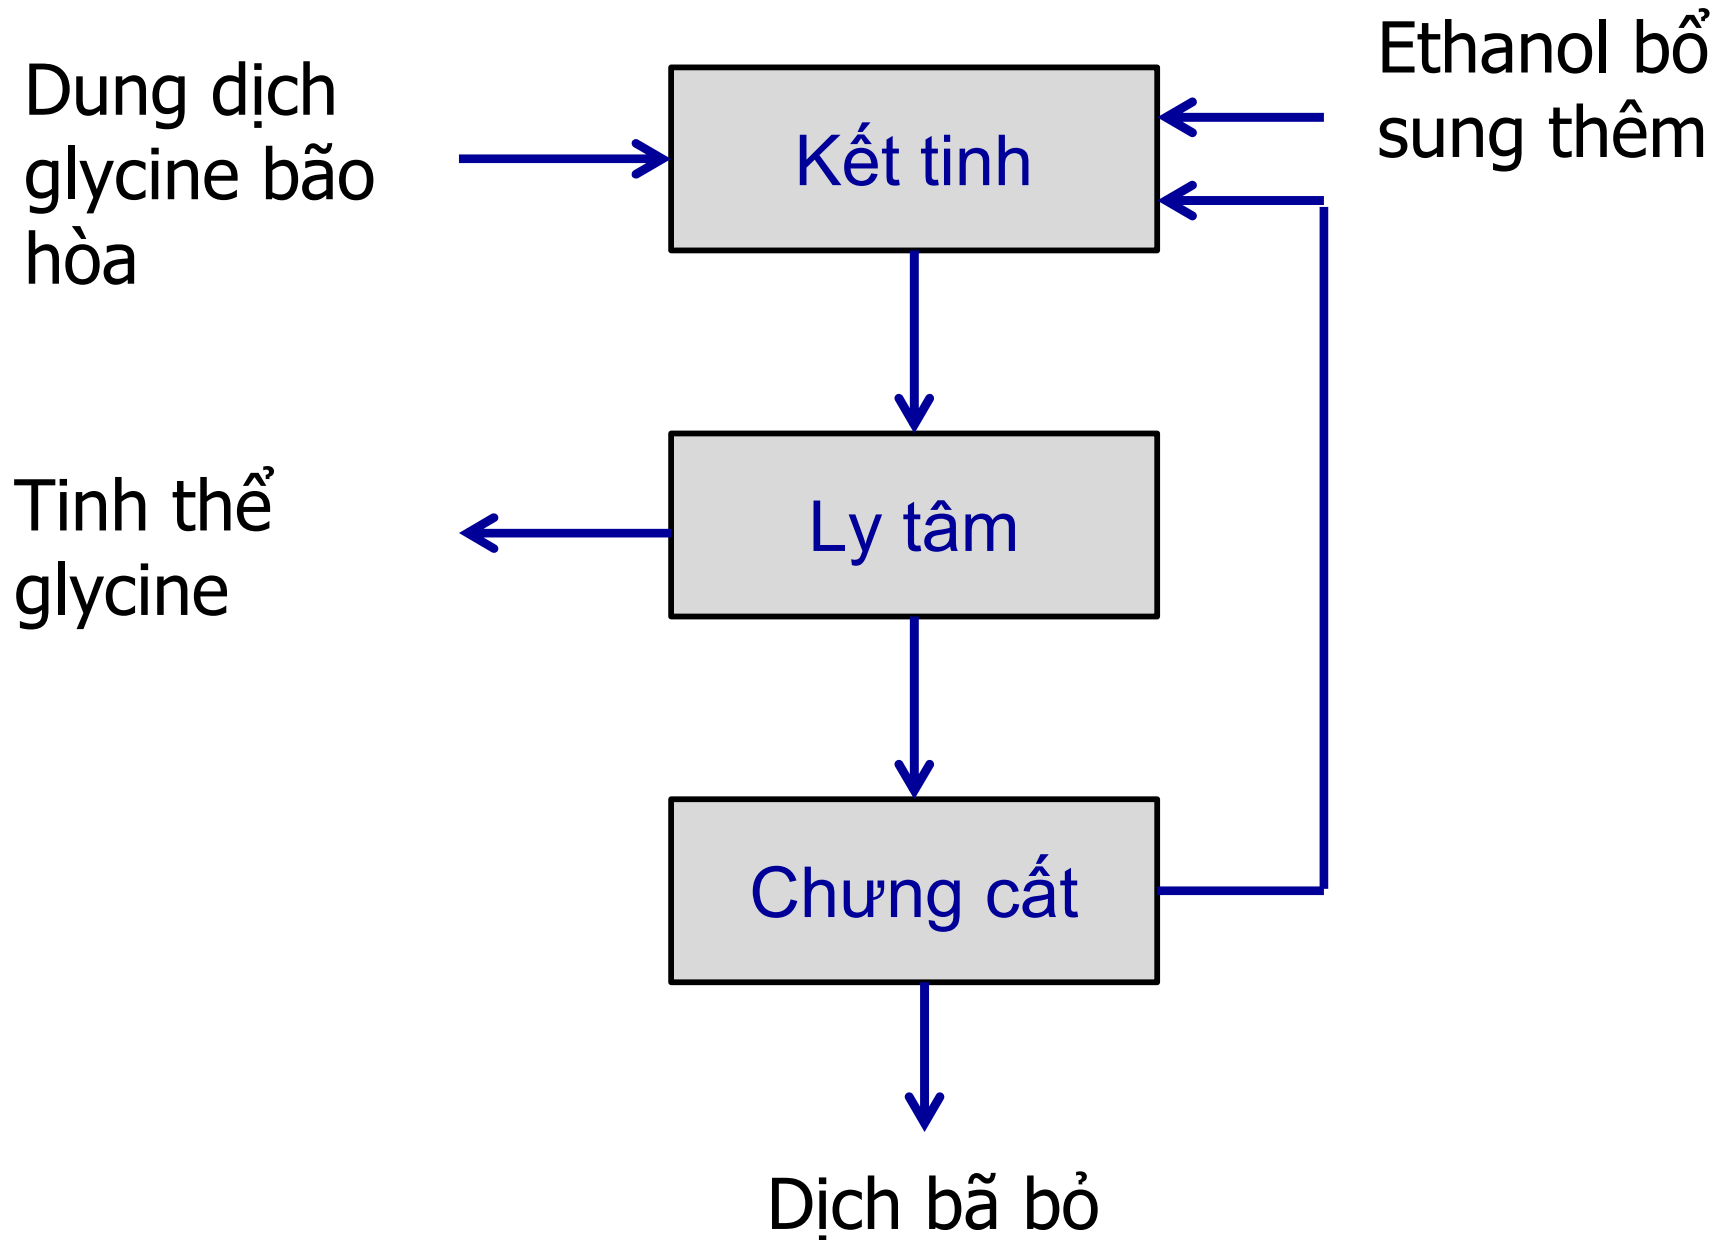 Dung dịch
glycine bão
hòa
Kết tinh
Ethanol bổ
sung thêm
Tinh thể
glycine
Ly tâm
Chưng cất
Dịch bã bỏ